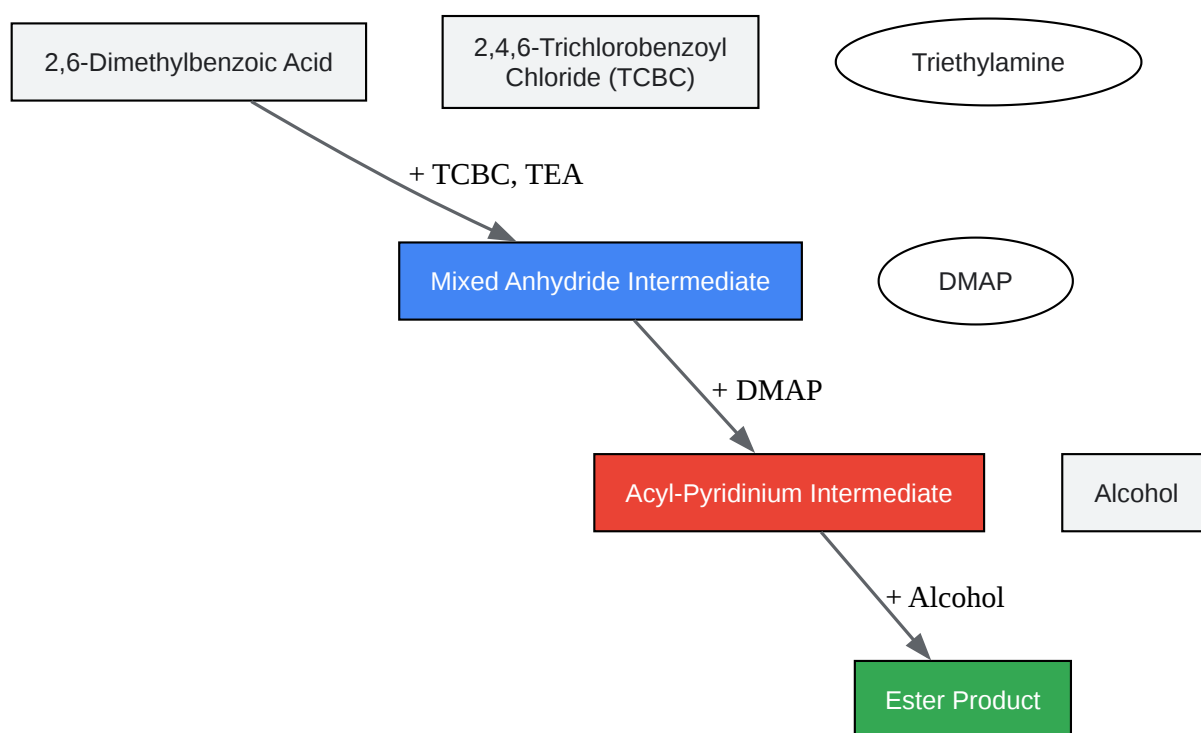 2,6-Dimethylbenzoic Acid
2,4,6-Trichlorobenzoyl
Chloride (TCBC)
Triethylamine
+ TCBC, TEA
Mixed Anhydride Intermediate
DMAP
+ DMAP
Acyl-Pyridinium Intermediate
Alcohol
+ Alcohol
Ester Product